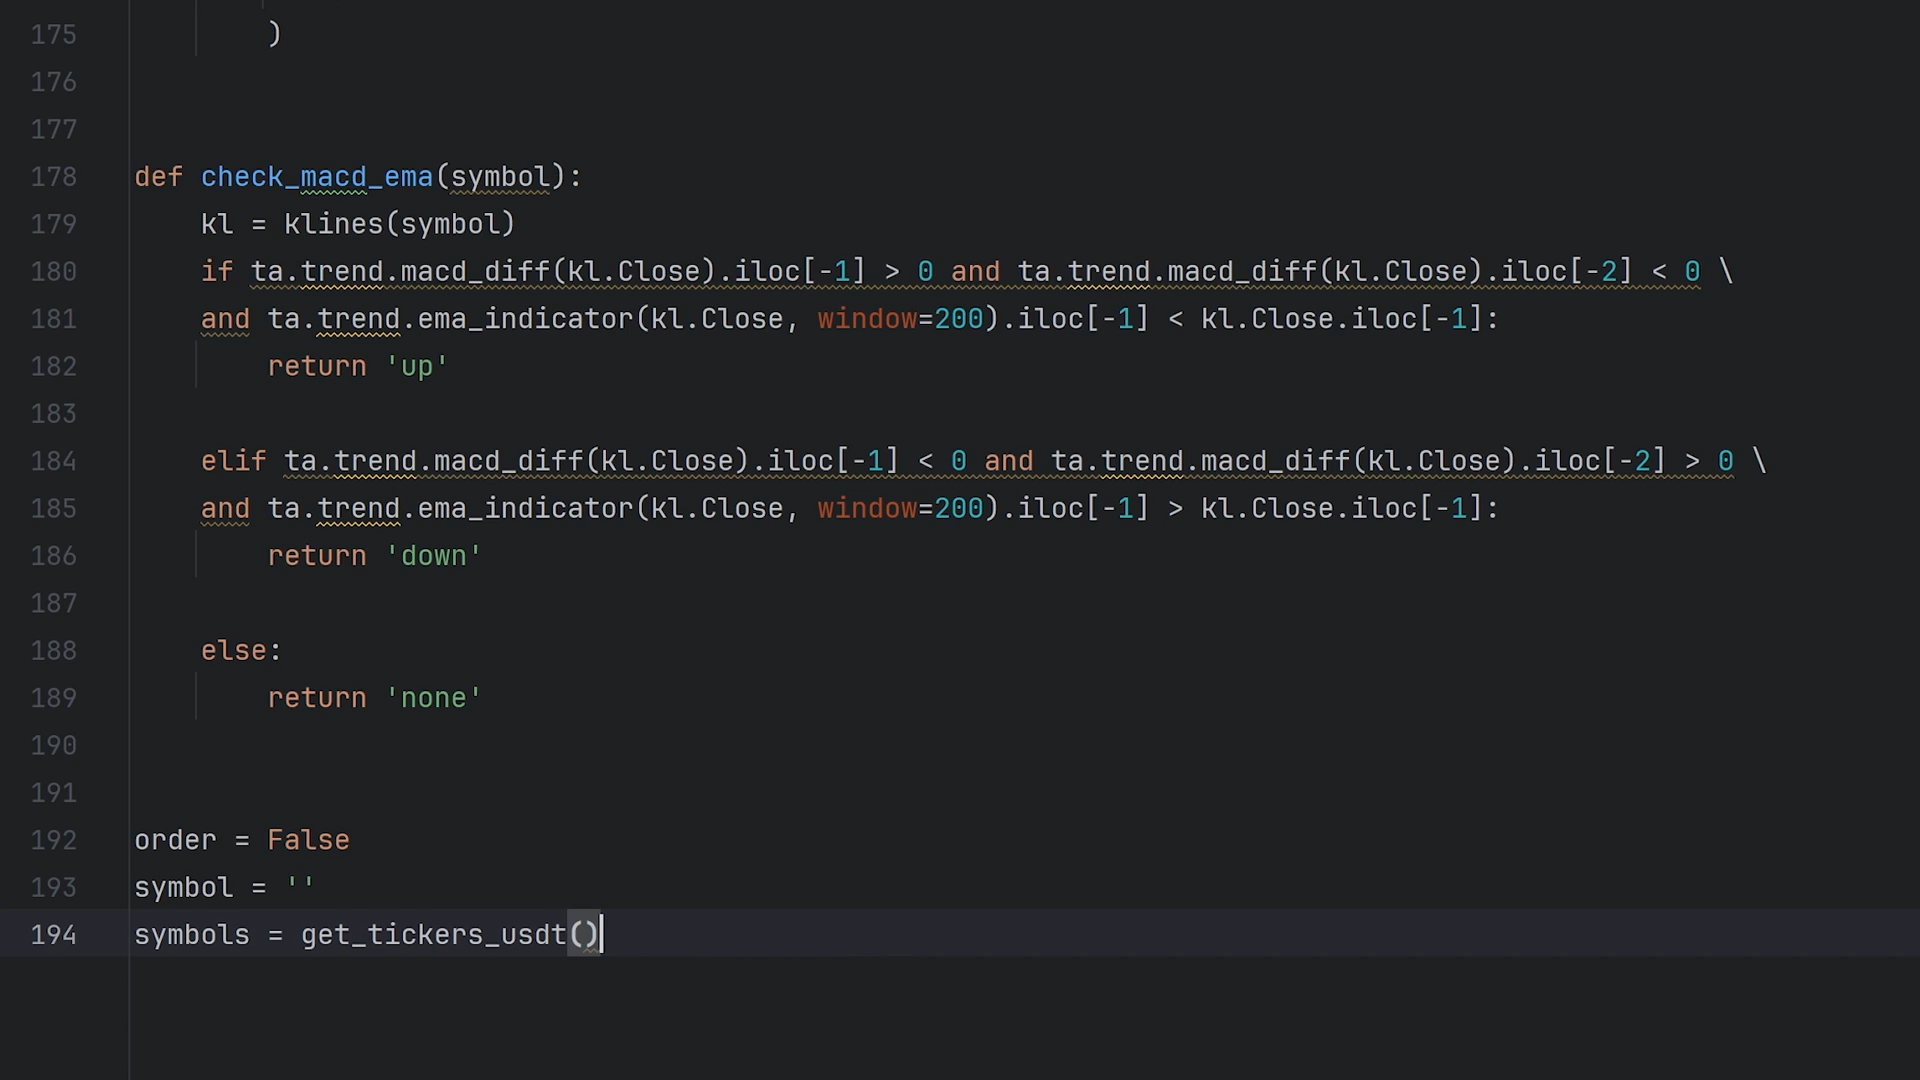 175 )
176
177
178 def check_macd_ema(symbol):
179 kl = klines(symbol)
180 if ta.trend.macd_diff(kl.Close).iloc[-1] > 0 and ta.trend.macd_diff(kl.Close).iloc[-2] < 0 \
181 and ta.trend.ema_indicator(kl.Close, window=200).iloc[-1] < kl.Close.iloc[-1]:
182 return 'up'
183
184 elif ta.trend.macd_diff(kl.Close).iloc[-1] < 0 and ta.trend.macd_diff(kl.Close).iloc[-2] > 0 \
185 and ta.trend.ema_indicator(kl.Close, window=200).iloc[-1] > kl.Close.iloc[-1]:
186 return 'down'
187
188 else:
189 return 'none'
190
191
192 order = False
193 symbol = ''
194 symbols = get_tickers_usdt()